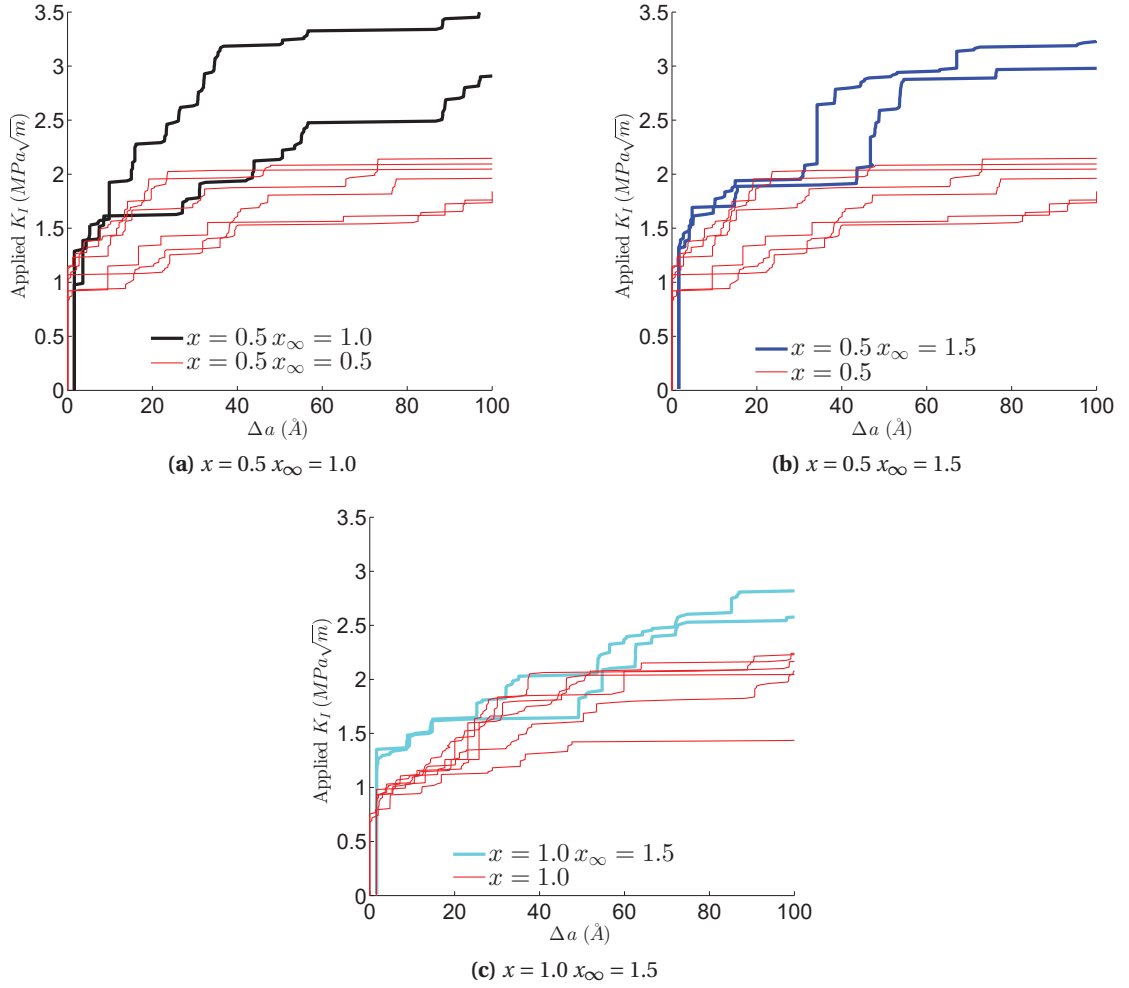 3.5
3
2.5
2
1.5
1
0.5
0
Applied K_I (MPa√m)
x = 0.5 x∞ = 1.0
x = 0.5 x∞ = 0.5
0 20 40 60 80 100
Δa (Å)
(a) x = 0.5 x∞ = 1.0
3.5
3
2.5
2
1.5
1
0.5
0
Applied K_I (MPa√m)
x = 0.5 x∞ = 1.5
x = 0.5
0 20 40 60 80 100
Δa (Å)
(b) x = 0.5 x∞ = 1.5
3.5
3
2.5
2
1.5
1
0.5
0
Applied K_I (MPa√m)
x = 1.0 x∞ = 1.5
x = 1.0
0 20 40 60 80 100
Δa (Å)
(c) x = 1.0 x∞ = 1.5